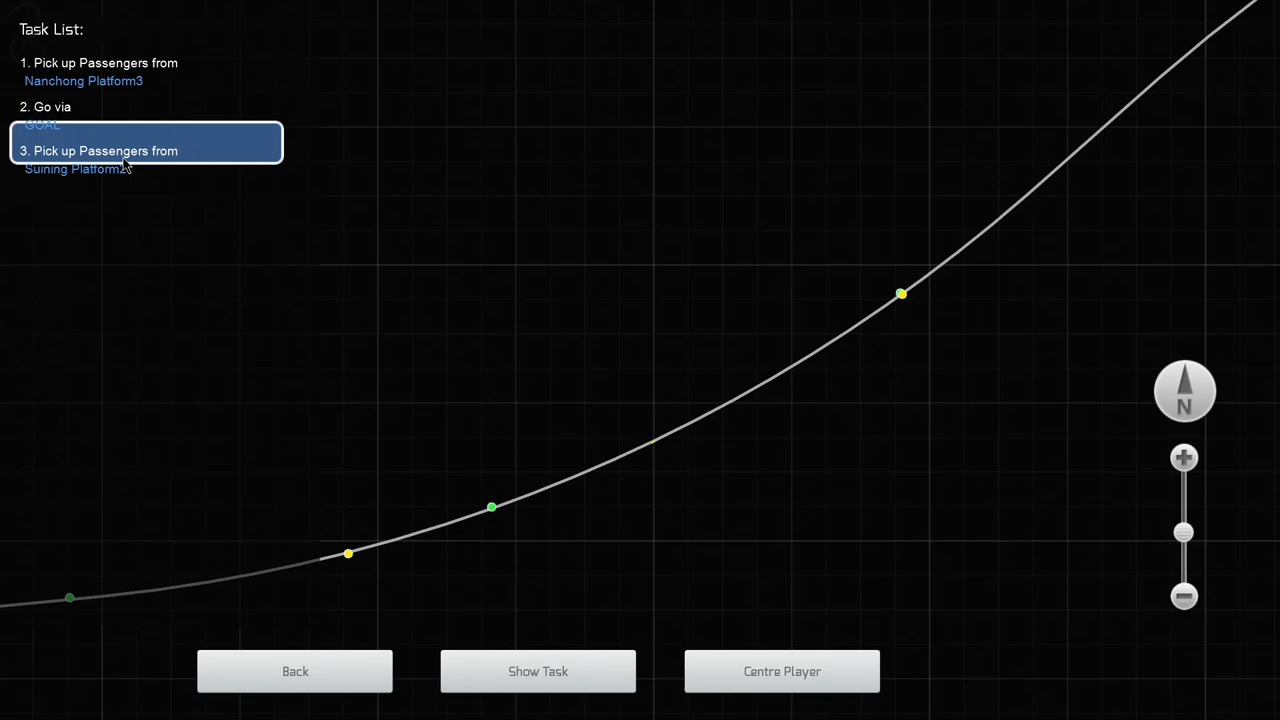 Task List:
1. Pick up Passengers from
Nanchong Platform3
2. Go via
GOAL
3. Pick up Passengers from
Suining Platform2
N
Back
Show Task
Centre Player